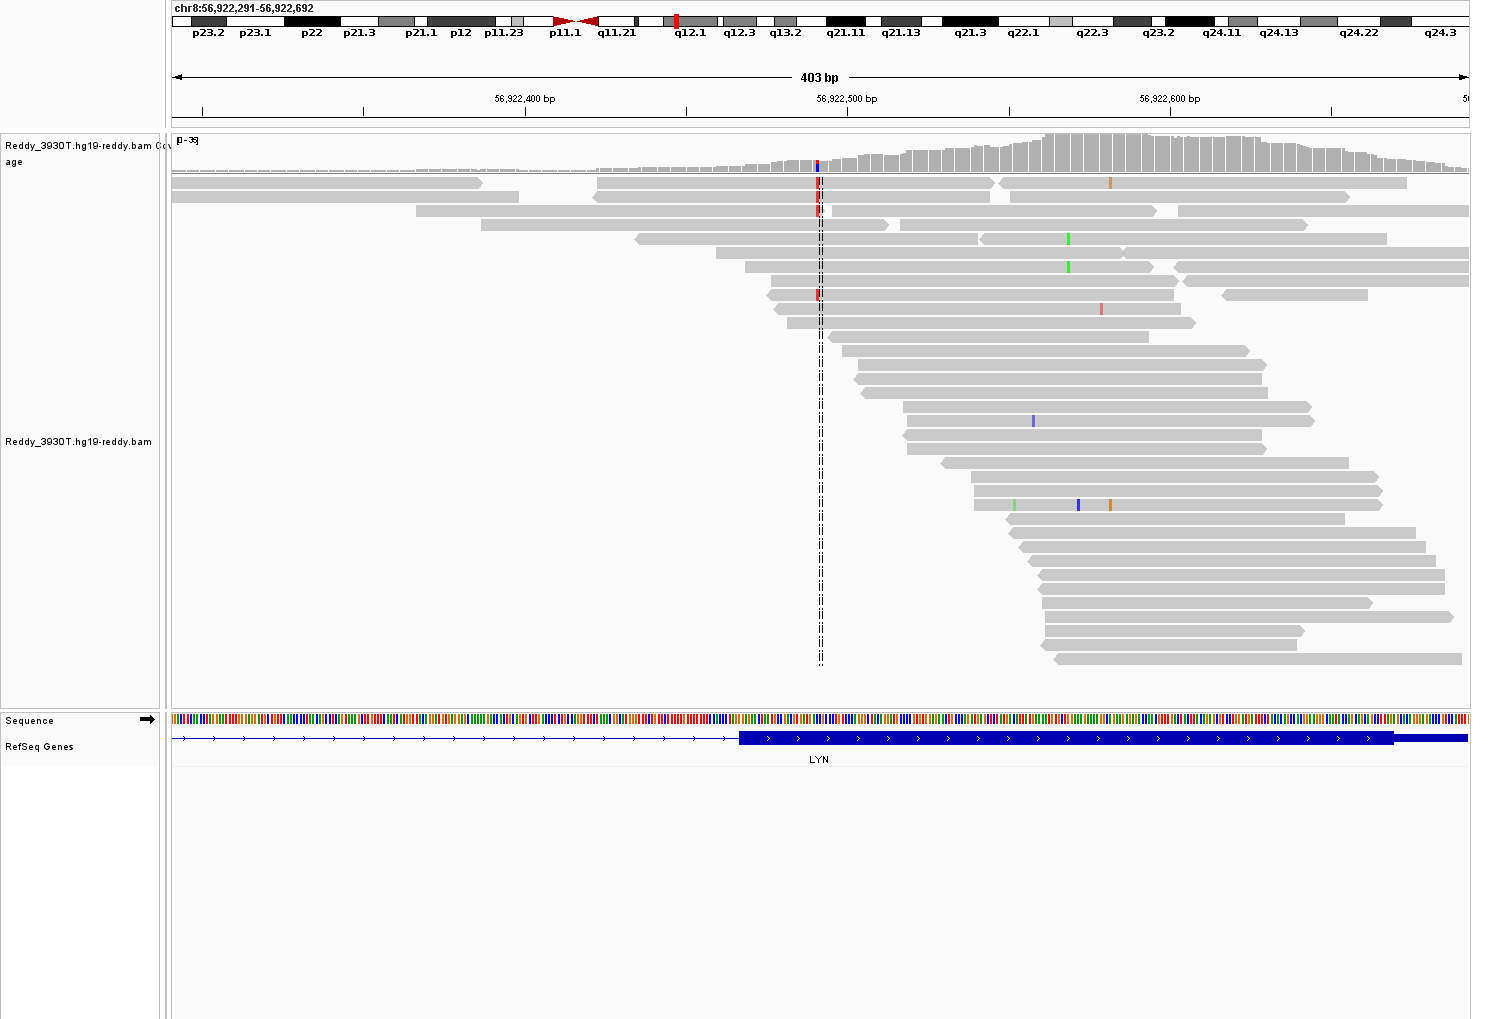 chr8:56,922,291-56,922,692
p23.2 p23.1 p22 p21.3 p21.1 p12 p11.23 p11.1 q11.21 q12.1 q12.3 q13.2 q21.11 q21.13 q21.3 q22.1 q22.3 q23.2 q24.11 q24.13 q24.22 q24.3
403 bp
56,922,400 bp 56,922,500 bp 56,922,600 bp 5
Reddy_3930T.hg19-reddy.bam Cov
age
[0-36]
Reddy_3930T.hg19-reddy.bam
Sequence
RefSeq Genes
LYN